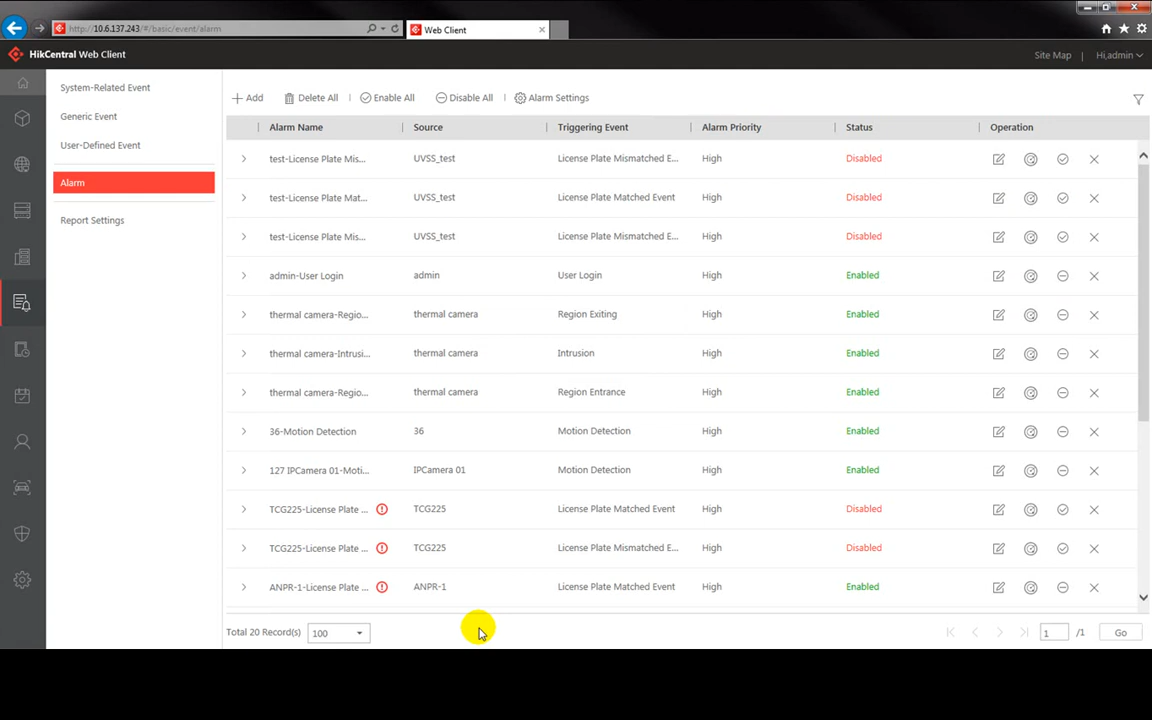 http://10.6.137.243/#/basic/event/alarm
Web Client
HikCentral Web Client
Site Map | Hi,admin
System-Related Event
Generic Event
User-Defined Event
Alarm
Report Settings
Add Delete All Enable All Disable All Alarm Settings
Alarm Name Source Triggering Event Alarm Priority Status Operation
test-License Plate Mis... UVSS_test License Plate Mismatched E... High Disabled
test-License Plate Mat... UVSS_test License Plate Matched Event High Disabled
test-License Plate Mis... UVSS_test License Plate Mismatched E... High Disabled
admin-User Login admin User Login High Enabled
thermal camera-Regio... thermal camera Region Exiting High Enabled
thermal camera-Intrusi... thermal camera Intrusion High Enabled
thermal camera-Regio... thermal camera Region Entrance High Enabled
36-Motion Detection 36 Motion Detection High Enabled
127 IPCamera 01-Moti... IPCamera 01 Motion Detection High Enabled
TCG225-License Plate ... TCG225 License Plate Matched Event High Disabled
TCG225-License Plate ... TCG225 License Plate Mismatched E... High Disabled
ANPR-1-License Plate ... ANPR-1 License Plate Matched Event High Enabled
Total 20 Record(s) 100 1 /1 Go